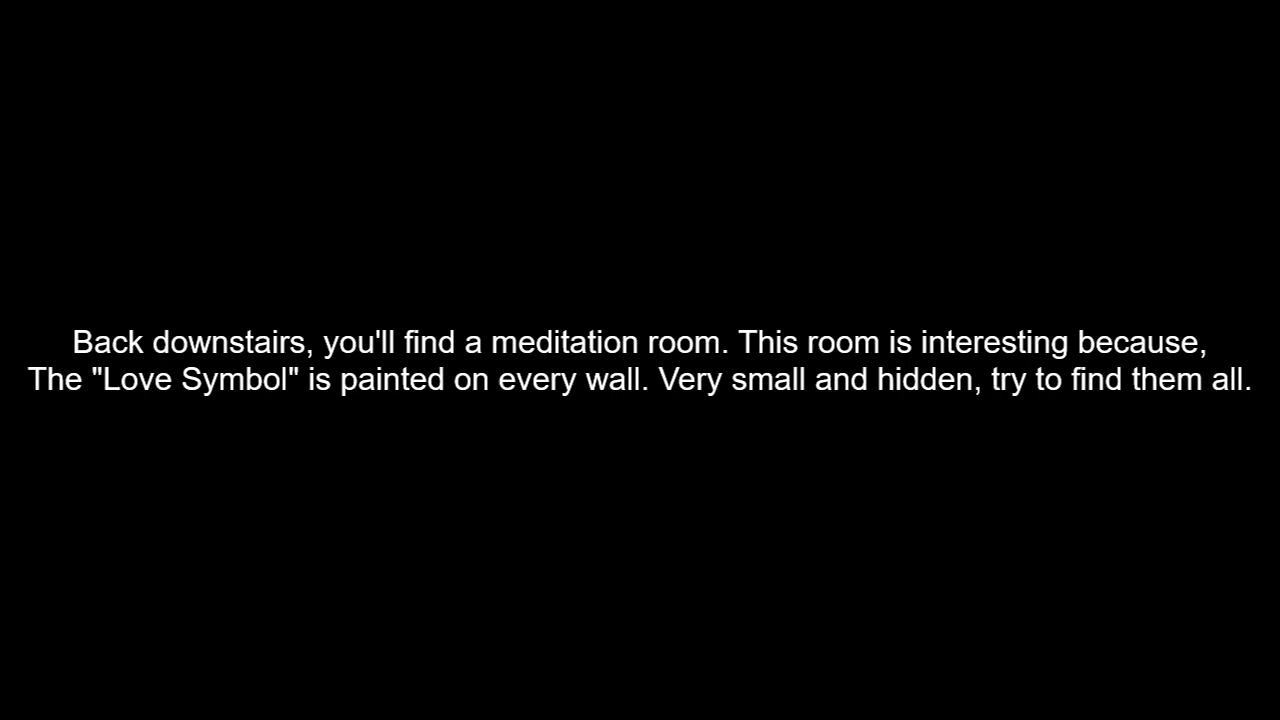 Back downstairs, you'll find a meditation room. This room is interesting because,
The "Love Symbol" is painted on every wall. Very small and hidden, try to find them all.